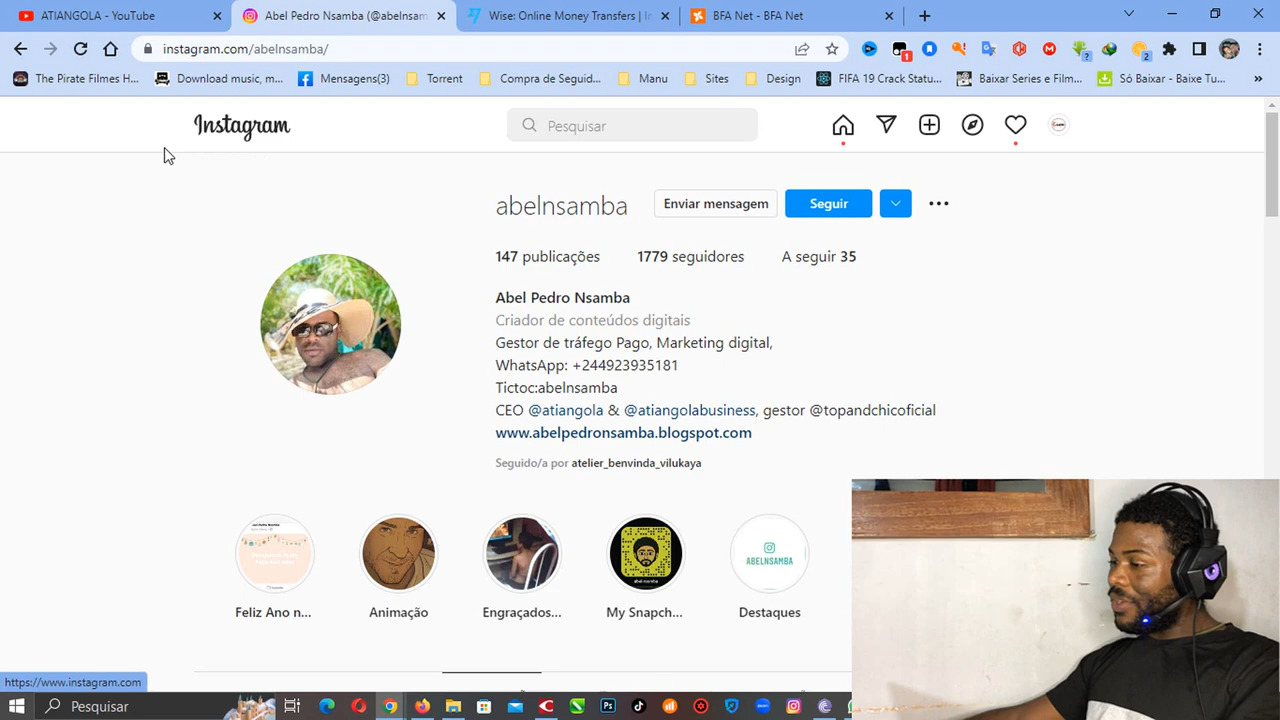 ATIANGOLA - YouTube
Abel Pedro Nsamba (@abelnsam
Wise: Online Money Transfers | In
BFA Net - BFA Net
instagram.com/abelnsamba/
1
?
2
The Pirate Filmes H...
Download music, m...
Mensagens(3)
Torrent
Compra de Seguid...
Manu
Sites
Design
FIFA 19 Crack Statu...
Baixar Series e Film...
Só Baixar - Baixe Tu...
»
Instagram
Pesquisar
abelnsamba
Enviar mensagem
Seguir
147 publicações
1779 seguidores
A seguir 35
Abel Pedro Nsamba
Criador de conteúdos digitais
Gestor de tráfego Pago, Marketing digital,
WhatsApp: +244923935181
Tictoc:abelnsamba
CEO @atiangola & @atiangolabusiness, gestor @topandchicoficial
www.abelpedronsamba.blogspot.com
Seguido/a por atelier_benvinda_vilukaya
ABELNSAMBA
Feliz Ano n...
Animação
Engraçados...
My Snapch...
Destaques
https://www.instagram.com
Pesquisar